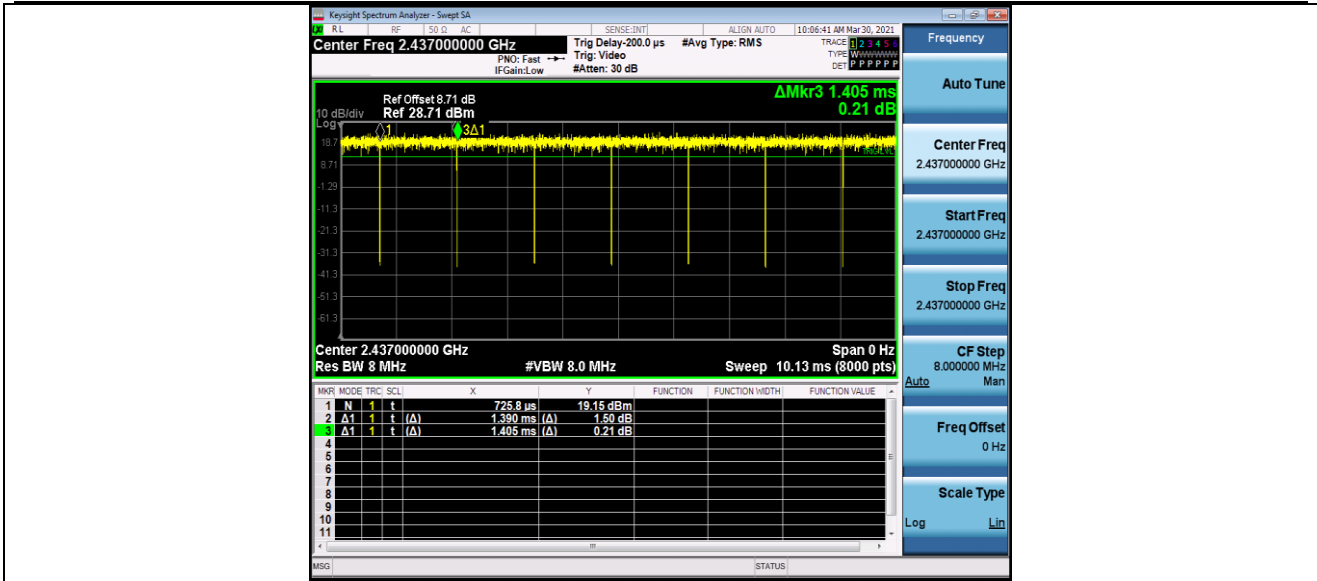 Keysight Spectrum Analyzer - Swept SA
RL RF 50 Ω AC SENSE:INT ALIGN AUTO 10:06:41 AM Mar 30, 2021
Center Freq 2.437000000 GHz
PNO: Fast
IFGain:Low
Trig Delay-200.0 µs
Trig: Video
#Atten: 30 dB
#Avg Type: RMS
TRACE 1 2 3 4 5 6
TYPE W
DET P P P P P P
ΔMkr3 1.405 ms
0.21 dB
Ref Offset 8.71 dB
10 dB/div Ref 28.71 dBm
Log
1
3Δ1
18.7
8.71
-1.29
-11.3
-21.3
-31.3
-41.3
-51.3
-61.3
Center 2.437000000 GHz Span 0 Hz
Res BW 8 MHz #VBW 8.0 MHz Sweep 10.13 ms (8000 pts)
MKR MODE TRC SCL X Y FUNCTION FUNCTION WIDTH FUNCTION VALUE
1 N 1 t 725.8 µs 19.15 dBm
2 Δ1 1 t (Δ) 1.390 ms (Δ) 1.50 dB
3 Δ1 1 t (Δ) 1.405 ms (Δ) 0.21 dB
4
5
6
7
8
9
10
11
MSG STATUS
Frequency
Auto Tune
Center Freq
2.437000000 GHz
Start Freq
2.437000000 GHz
Stop Freq
2.437000000 GHz
CF Step
8.000000 MHz
Auto Man
Freq Offset
0 Hz
Scale Type
Log Lin